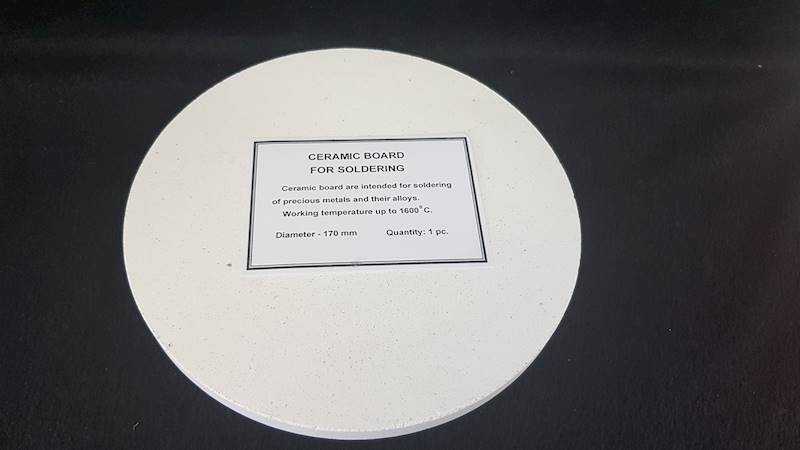 CERAMIC BOARD
FOR SOLDERING
Ceramic board are intended for soldering
of precious metals and their alloys.
Working temperature up to 1600°C.
Diameter - 170 mm Quantity: 1 pc.